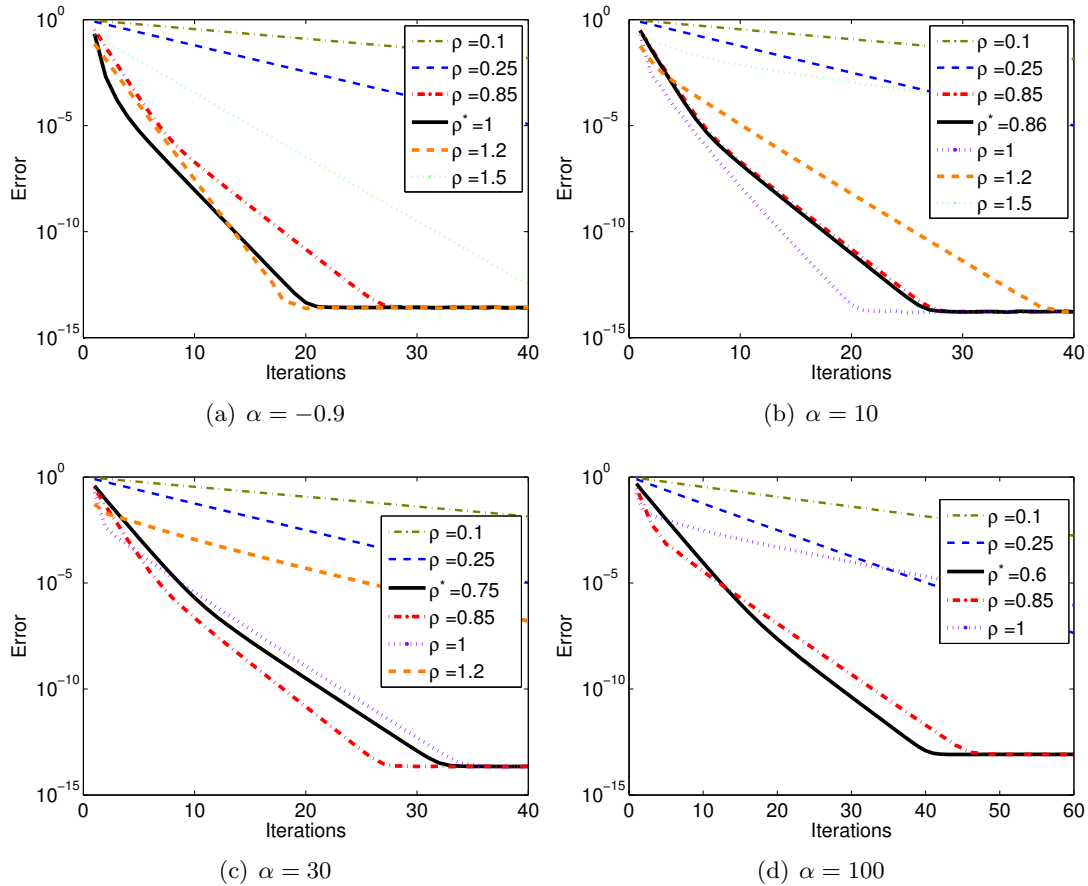 10^0
10^-5
10^-10
10^-15
Error
0
10
20
30
40
Iterations
ρ =0.1
ρ =0.25
ρ =0.85
ρ* =1
ρ =1.2
ρ =1.5
(a) α = −0.9
10^0
10^-5
10^-10
10^-15
Error
0
10
20
30
40
Iterations
ρ =0.1
ρ =0.25
ρ =0.85
ρ* =0.86
ρ =1
ρ =1.2
ρ =1.5
(b) α = 10
10^0
10^-5
10^-10
10^-15
Error
0
10
20
30
40
Iterations
ρ =0.1
ρ =0.25
ρ* =0.75
ρ =0.85
ρ =1
ρ =1.2
(c) α = 30
10^0
10^-5
10^-10
10^-15
Error
0
10
20
30
40
50
60
Iterations
ρ =0.1
ρ =0.25
ρ* =0.6
ρ =0.85
ρ =1
(d) α = 100